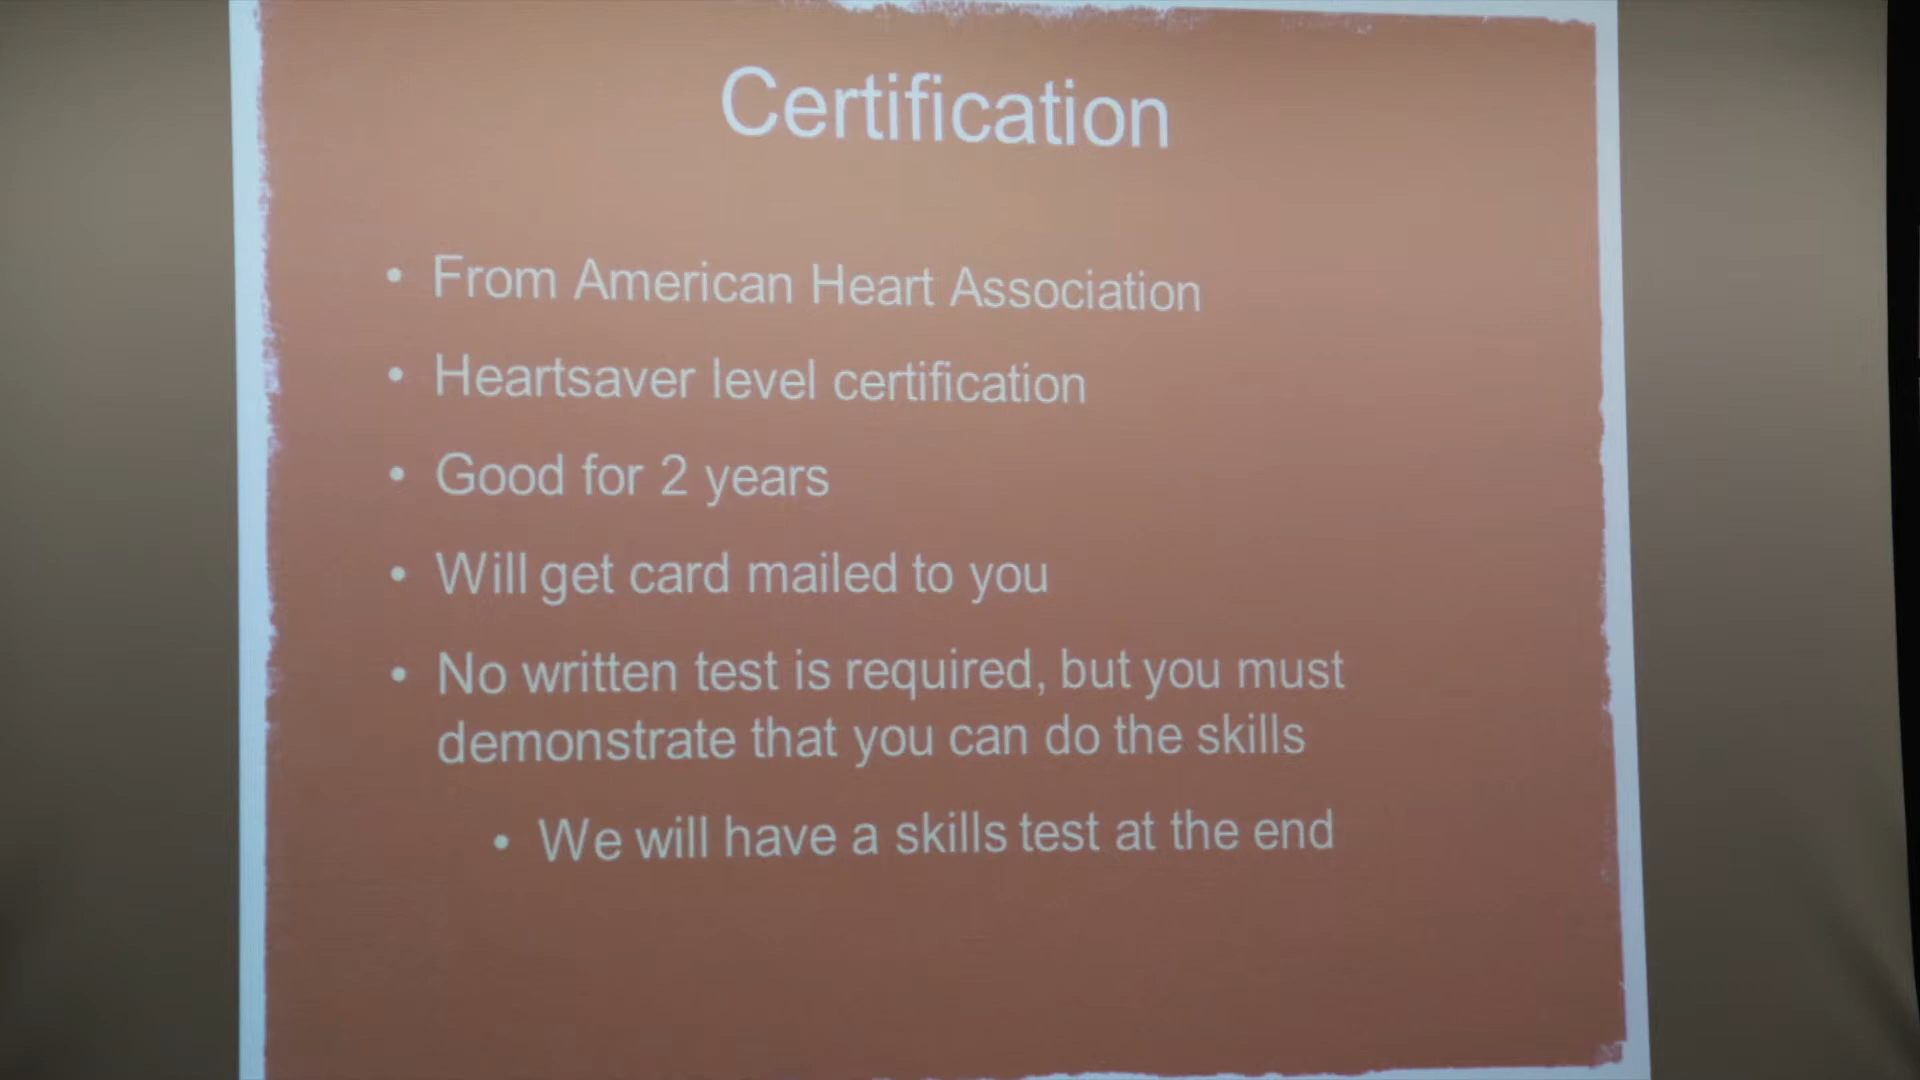 Certification
• From American Heart Association
• Heartsaver level certification
• Good for 2 years
• Will get card mailed to you
• No written test is required, but you must
demonstrate that you can do the skills
• We will have a skills test at the end